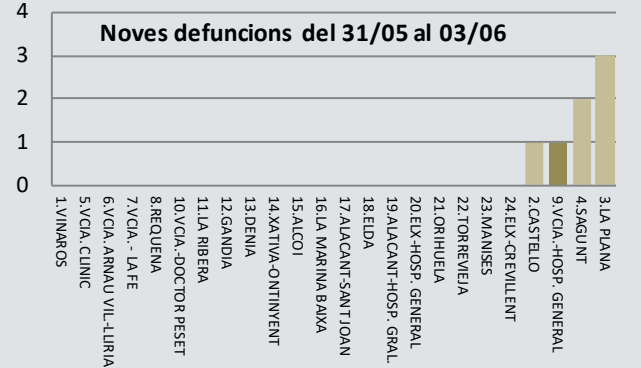 Noves defuncions del 31/05 al 03/06
4
3
2
1
0
1.VINAROS
5.VCIA. CLINIC
6.VCIA. ARNAU VIL-LLIRIA
7.VCIA. - LA FE
8.REQUENA
10.VCIA.-DOCTOR PESET
11.LA RIBERA
12.GANDIA
13.DENIA
14.XATIVA-ONTINYENT
15.ALCOI
16.LA MARINA BAIXA
17.ALACANT-SANT JOAN
18.ELDA
19.ALACANT-HOSP. GRAL.
20.ELX-HOSP. GENERAL
21.ORIHUELA
22.TORREVIEJA
23.MANISES
24.ELX-CREVILLENT
2.CASTELLO
9.VCIA.-HOSP. GENERAL
4.SAGUNT
3.LA PLANA